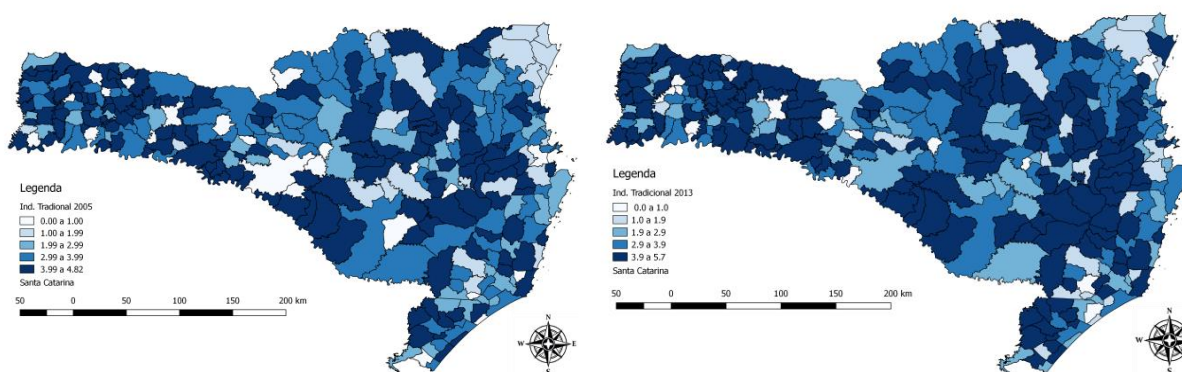 Legenda
Ind. Tradional 2005
0.00 a 1.00
1.00 a 1.99
1.99 a 2.99
2.99 a 3.99
3.99 a 4.82
Santa Catarina
50 0 50 100 150 200 km
N
W E
S
Legenda
Ind. Tradicional 2013
0.0 a 1.0
1.0 a 1.9
1.9 a 2.9
2.9 a 3.9
3.9 a 5.7
Santa Catarina
50 0 50 100 150 200 km
N
W E
S